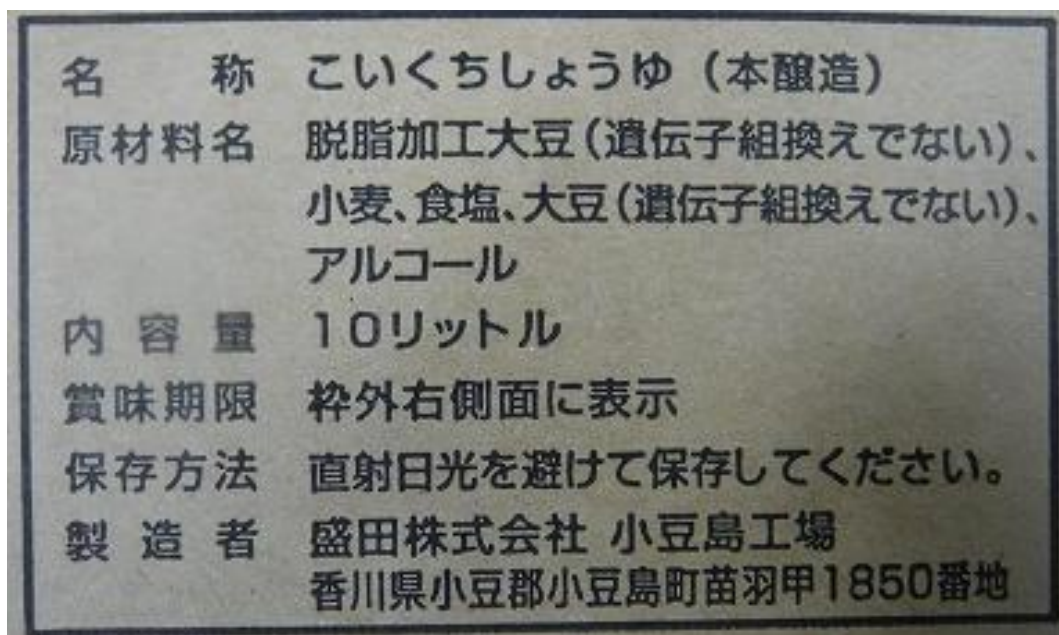 名称 こいくちしょうゆ（本醸造）
原材料名 脱脂加工大豆（遺伝子組換えでない）、
小麦、食塩、大豆（遺伝子組換えでない）、
アルコール
内容量 10リットル
賞味期限 枠外右側面に表示
保存方法 直射日光を避けて保存してください。
製造者 盛田株式会社 小豆島工場
香川県小豆郡小豆島町苗羽甲1850番地